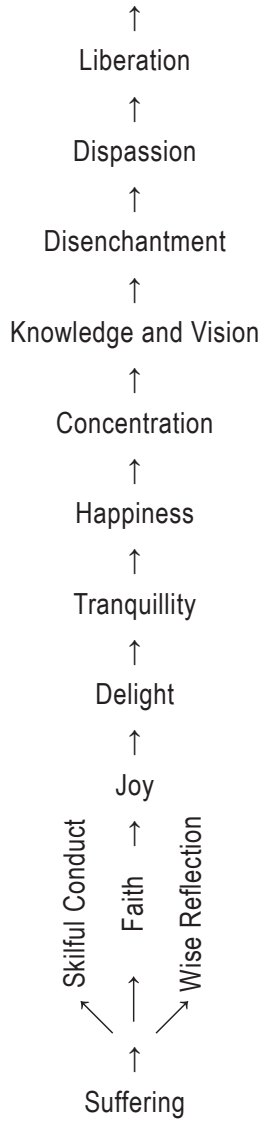 ↑
Liberation
↑
Dispassion
↑
Disenchantment
↑
Knowledge and Vision
↑
Concentration
↑
Happiness
↑
Tranquillity
↑
Delight
↑
Joy
↑
Skilful Conduct
Faith
Wise Reflection
↑
Suffering